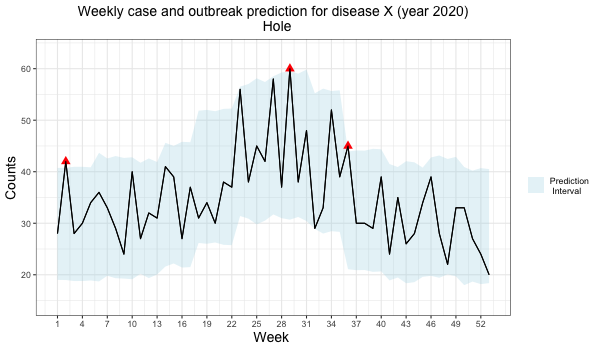 Weekly case and outbreak prediction for disease X (year 2020)
Hole
60
50
40
30
20
Counts
1 4 7 10 13 16 19 22 25 28 31 34 37 40 43 46 49 52
Week
Prediction
Interval